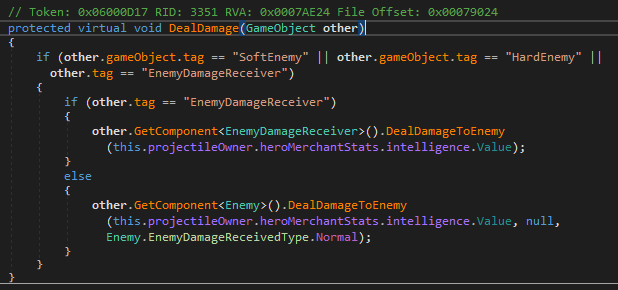 // Token: 0x06000D17 RID: 3351 RVA: 0x0007AE24 File Offset: 0x00079024
protected virtual void DealDamage(GameObject other)
{
if (other.gameObject.tag == "SoftEnemy" || other.gameObject.tag == "HardEnemy" ||
other.tag == "EnemyDamageReceiver")
{
if (other.tag == "EnemyDamageReceiver")
{
other.GetComponent<EnemyDamageReceiver>().DealDamageToEnemy
(this.projectileOwner.heroMerchantStats.intelligence.Value);
}
else
{
other.GetComponent<Enemy>().DealDamageToEnemy
(this.projectileOwner.heroMerchantStats.intelligence.Value, null,
Enemy.EnemyDamageReceivedType.Normal);
}
}
}